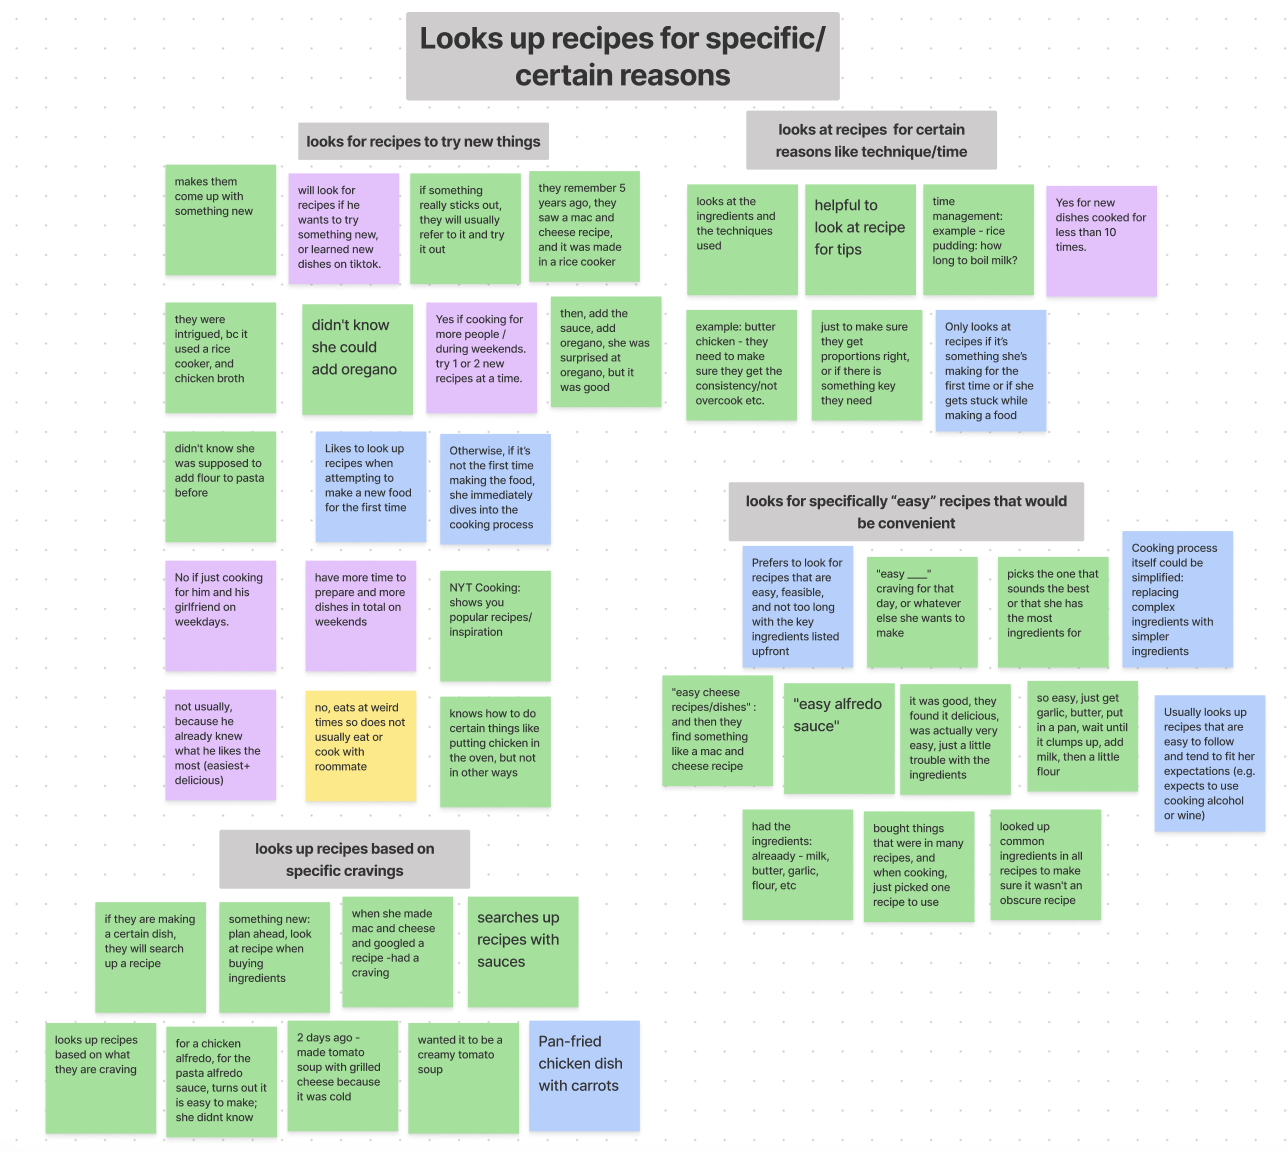 Looks up recipes for specific/
certain reasons
looks for recipes to try new things
makes them
come up with
something new
will look for
recipes if he
wants to try
something new,
or learned new
dishes on tiktok.
if something
really sticks out,
they will usually
refer to it and try
it out
they remember 5
years ago, they
saw a mac and
cheese recipe,
and it was made
in a rice cooker
they were
intrigued, bc it
used a rice
cooker, and
chicken broth
didn't know
she could
add oregano
Yes if cooking for
more people /
during weekends.
try 1 or 2 new
recipes at a time.
then, add the
sauce, add
oregano, she was
surprised at
oregano, but it
was good
didn't know she
was supposed to
add flour to pasta
before
Likes to look up
recipes when
attempting to
make a new food
for the first time
Otherwise, if it's
not the first time
making the food,
she immediately
dives into the
cooking process
No if just cooking
for him and his
girlfriend on
weekdays.
have more time to
prepare and more
dishes in total on
weekends
NYT Cooking:
shows you
popular recipes/
inspiration
not usually,
because he
already knew
what he likes the
most (easiest+
delicious)
no, eats at weird
times so does not
usually eat or
cook with
roommate
knows how to do
certain things like
putting chicken in
the oven, but not
in other ways
looks at recipes for certain
reasons like technique/time
looks at the
ingredients and
the techniques
used
helpful to
look at recipe
for tips
time
management:
example - rice
pudding: how
long to boil milk?
Yes for new
dishes cooked for
less than 10
times.
example: butter
chicken - they
need to make
sure they get the
consistency/not
overcook etc.
just to make sure
they get
proportions right,
or if there is
something key
they need
Only looks at
recipes if it's
something she's
making for the
first time or if she
gets stuck while
making a food
looks for specifically “easy” recipes that would
be convenient
Prefers to look for
recipes that are
easy, feasible,
and not too long
with the key
ingredients listed
upfront
"easy ____"
craving for that
day, or whatever
else she wants to
make
picks the one that
sounds the best
or that she has
the most
ingredients for
Cooking process
itself could be
simplified:
replacing
complex
ingredients with
simpler
ingredients
"easy cheese
recipes/dishes" :
and then they
find something
like a mac and
cheese recipe
"easy alfredo
sauce"
it was good, they
found it delicious,
was actually very
easy, just a little
trouble with the
ingredients
so easy, just get
garlic, butter, put
in a pan, wait until
it clumps up, add
milk, then a little
flour
Usually looks up
recipes that are
easy to follow
and tend to fit her
expectations (e.g.
expects to use
cooking alcohol
or wine)
had the
ingredients:
alreaady - milk,
butter, garlic,
flour, etc
bought things
that were in many
recipes, and
when cooking,
just picked one
recipe to use
looked up
common
ingredients in all
recipes to make
sure it wasn't an
obscure recipe
looks up recipes based on
specific cravings
if they are making
a certain dish,
they will search
up a recipe
something new:
plan ahead, look
at recipe when
buying
ingredients
when she made
mac and cheese
and googled a
recipe -had a
craving
searches up
recipes with
sauces
looks up recipes
based on what
they are craving
for a chicken
alfredo, for the
pasta alfredo
sauce, turns out it
is easy to make;
she didnt know
2 days ago -
made tomato
soup with grilled
cheese because
it was cold
wanted it to be a
creamy tomato
soup
Pan-fried
chicken dish
with carrots